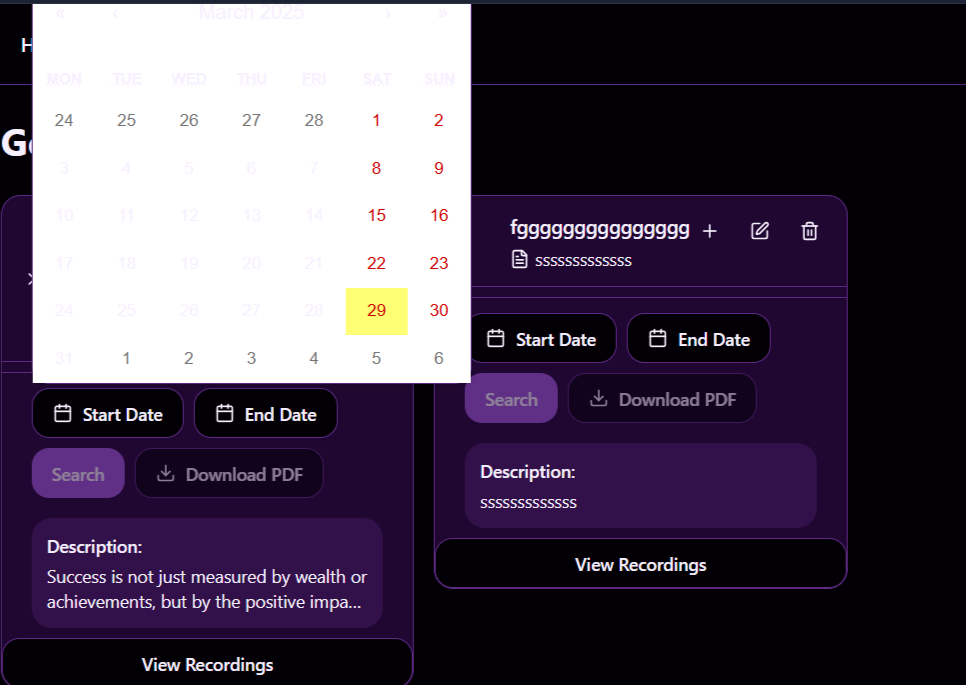 « ‹ March 2025 › »
H
MON TUE WED THU FRI SAT SUN
24 25 26 27 28 1 2
G
3 4 5 6 7 8 9
10 11 12 13 14 15 16
17 18 19 20 21 22 23
24 25 26 27 28 29 30
31 1 2 3 4 5 6
fggggggggggggggg
sssssssssssss
Start Date End Date
Search Download PDF
Description:
sssssssssssss
View Recordings
Start Date End Date
Search Download PDF
Description:
Success is not just measured by wealth or
achievements, but by the positive impa...
View Recordings